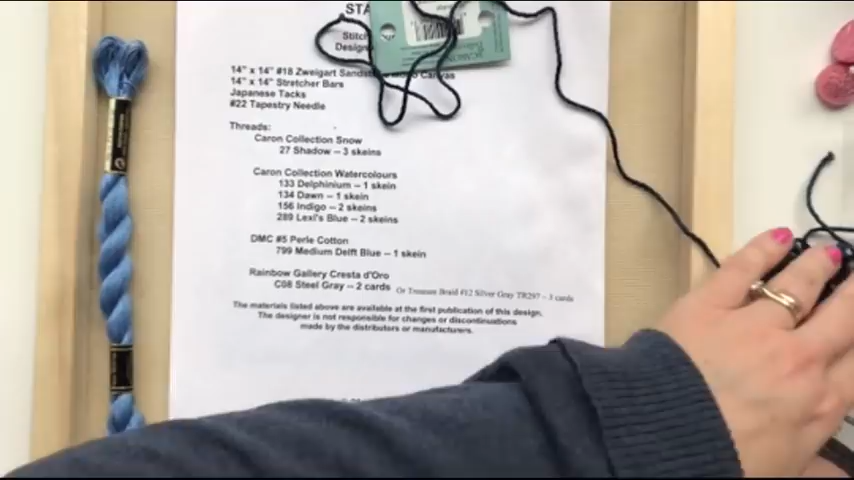 STA
Stitch
Design
14" x 14" #18 Zweigart Sandst Mono Canvas
14" x 14" Stretcher Bars
Japanese Tacks
#22 Tapestry Needle
Threads:
Caron Collection Snow
27 Shadow -- 3 skeins
Caron Collection Watercolours
133 Delphinium -- 1 skein
134 Dawn -- 1 skein
156 Indigo -- 2 skeins
289 Lexi's Blue -- 2 skeins
DMC #5 Perle Cotton
799 Medium Delft Blue -- 1 skein
Rainbow Gallery Cresta d'Oro
C08 Steel Gray -- 2 cards Or Treasure Braid #12 Silver Gray TR297 – 3 cards
The materials listed above are available at the first publication of this design.
The designer is not responsible for changes or discontinuations
made by the distributors or manufacturers.